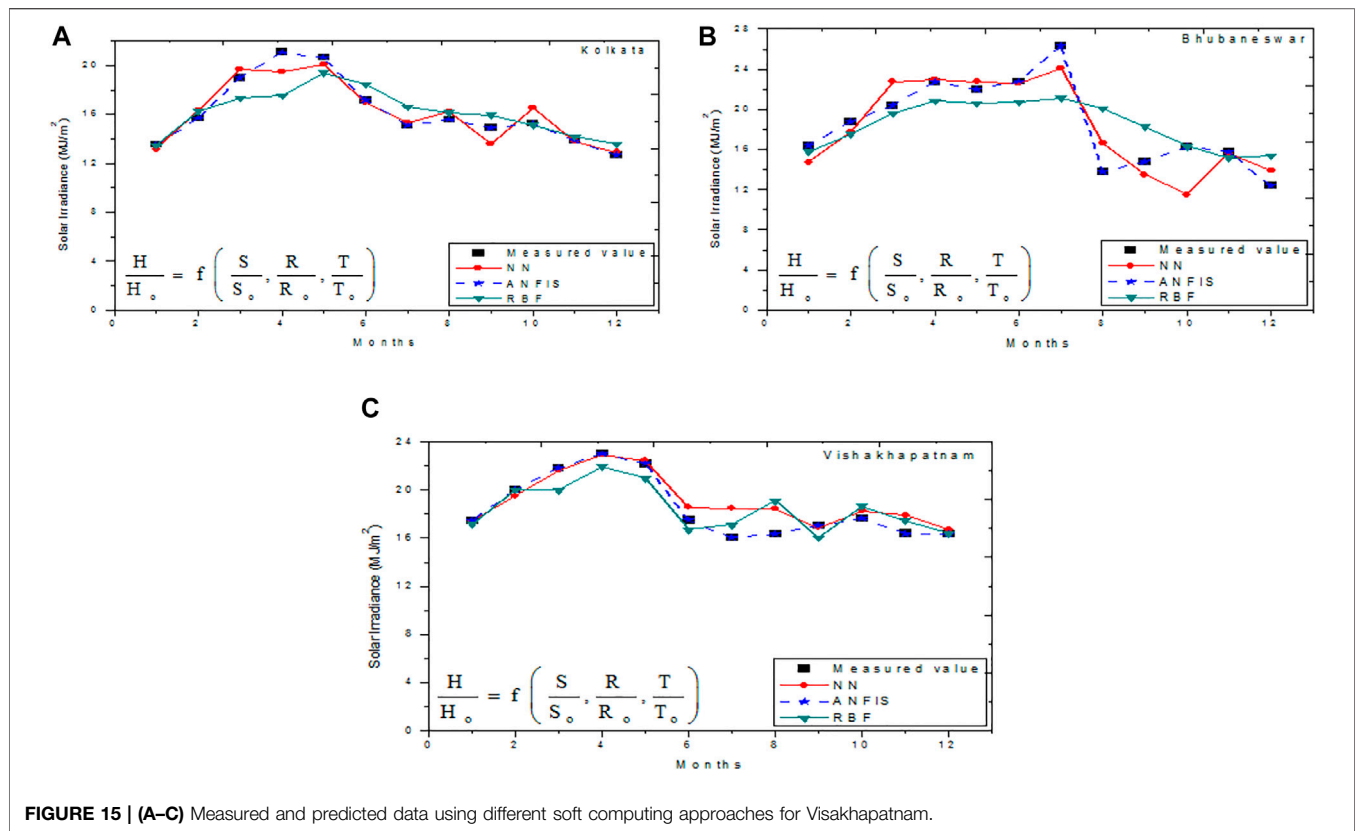 A
Kolkata
Solar Irradiance (MJ/m²)
20
16
12
8
4
0
H/Hₒ = f (S/Sₒ, R/Rₒ, T/Tₒ)
Measured value
NN
ANFIS
RBF
0 2 4 6 8 10 12
Months
B
Bhubaneswar
Solar Irradiance (MJ/m²)
28
24
20
16
12
8
4
0
H/Hₒ = f (S/Sₒ, R/Rₒ, T/Tₒ)
Measured value
NN
ANFIS
RBF
0 2 4 6 8 10 12
Months
C
Vishakhapatnam
Solar Irradiance (MJ/m²)
24
20
16
12
8
4
0
H/Hₒ = f (S/Sₒ, R/Rₒ, T/Tₒ)
Measured value
NN
ANFIS
RBF
0 2 4 6 8 10 12
Months
FIGURE 15 | (A–C) Measured and predicted data using different soft computing approaches for Visakhapatnam.